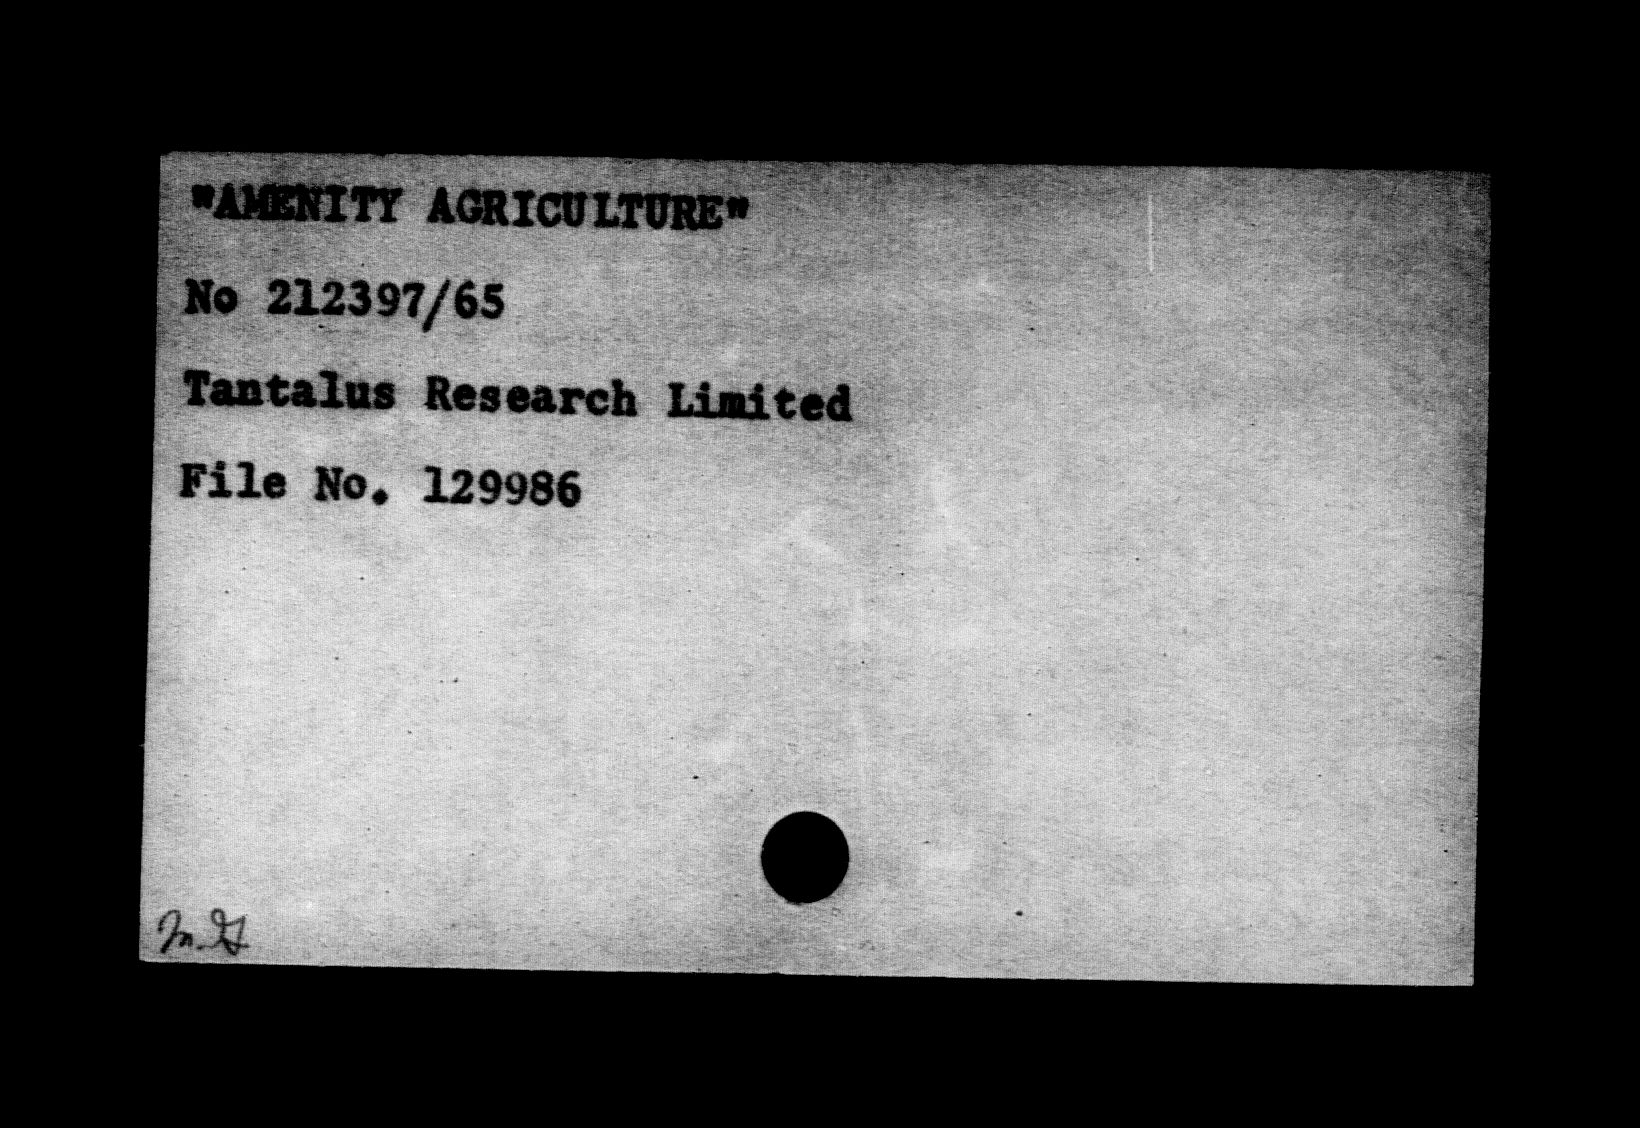 "AMENITY AGRICULTURE"
No 212397/65
Tantalus Research Limited
File No. 129986